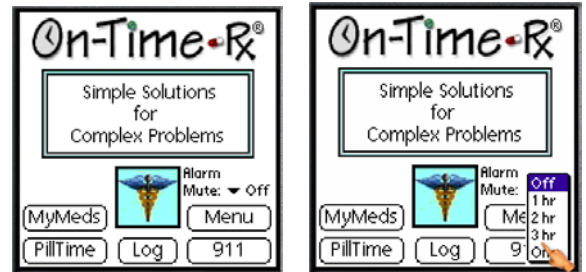 On-Time-Rx®
Simple Solutions
for
Complex Problems
Alarm
Mute: Off
MyMeds Menu
PillTime Log 911
On-Time-Rx®
Simple Solutions
for
Complex Problems
Alarm
Mute: Off
1 hr
MyMeds 2 hr
3 hr
PillTime Log